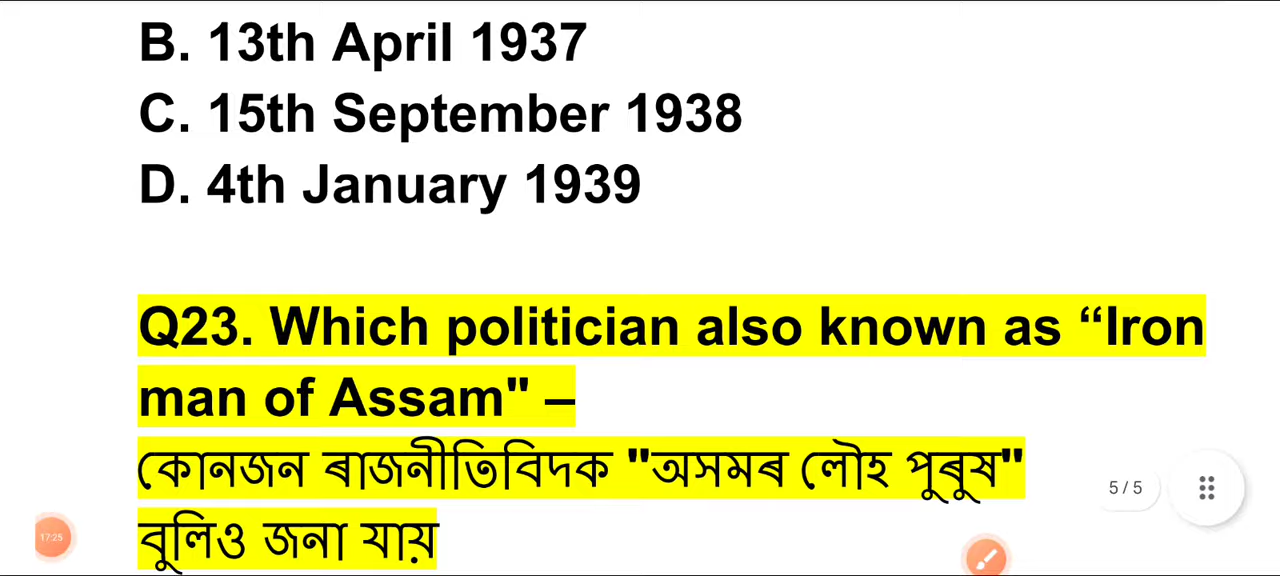 B. 13th April 1937
C. 15th September 1938
D. 4th January 1939
Q23. Which politician also known as “Iron
man of Assam" –
কোনজন ৰাজনীতিবিদক "অসমৰ লৌহ পুৰুষ"
বুলিও জনা যায়
5 / 5
17:25